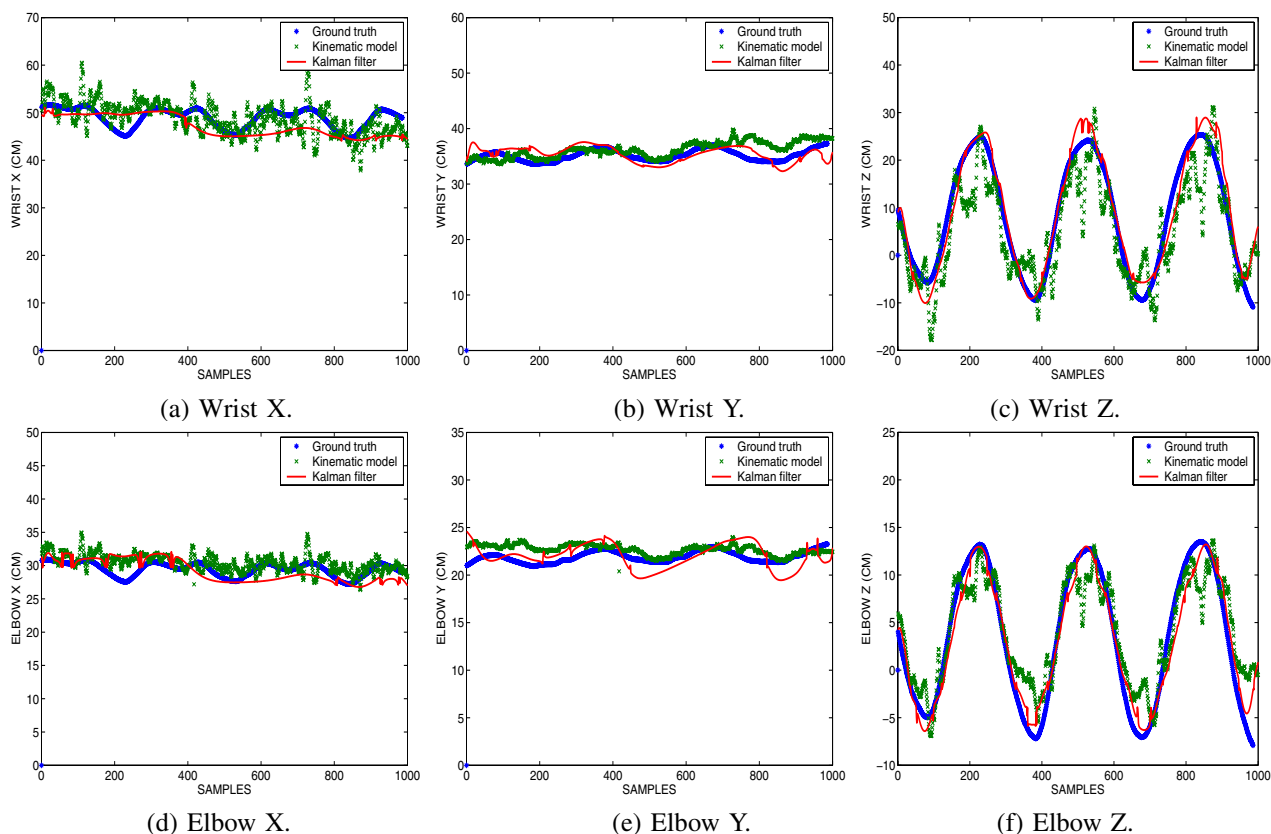 70
60
50
40
30
20
10
0
0 200 400 600 800 1000
WRIST X (CM)
SAMPLES
Ground truth
Kinematic model
Kalman filter
(a) Wrist X.
60
50
40
30
20
10
0
0 200 400 600 800 1000
WRIST Y (CM)
SAMPLES
Ground truth
Kinematic model
Kalman filter
(b) Wrist Y.
50
40
30
20
10
0
−10
−20
0 200 400 600 800 1000
WRIST Z (CM)
SAMPLES
Ground truth
Kinematic model
Kalman filter
(c) Wrist Z.
50
45
40
35
30
25
20
15
10
5
0
0 200 400 600 800 1000
ELBOW X (CM)
SAMPLES
Ground truth
Kinematic model
Kalman filter
(d) Elbow X.
35
30
25
20
15
10
5
0
0 200 400 600 800 1000
ELBOW Y (CM)
SAMPLES
Ground truth
Kinematic model
Kalman filter
(e) Elbow Y.
25
20
15
10
5
0
−5
−10
0 200 400 600 800 1000
ELBOW Z (CM)
SAMPLES
Ground truth
Kinematic model
Kalman filter
(f) Elbow Z.